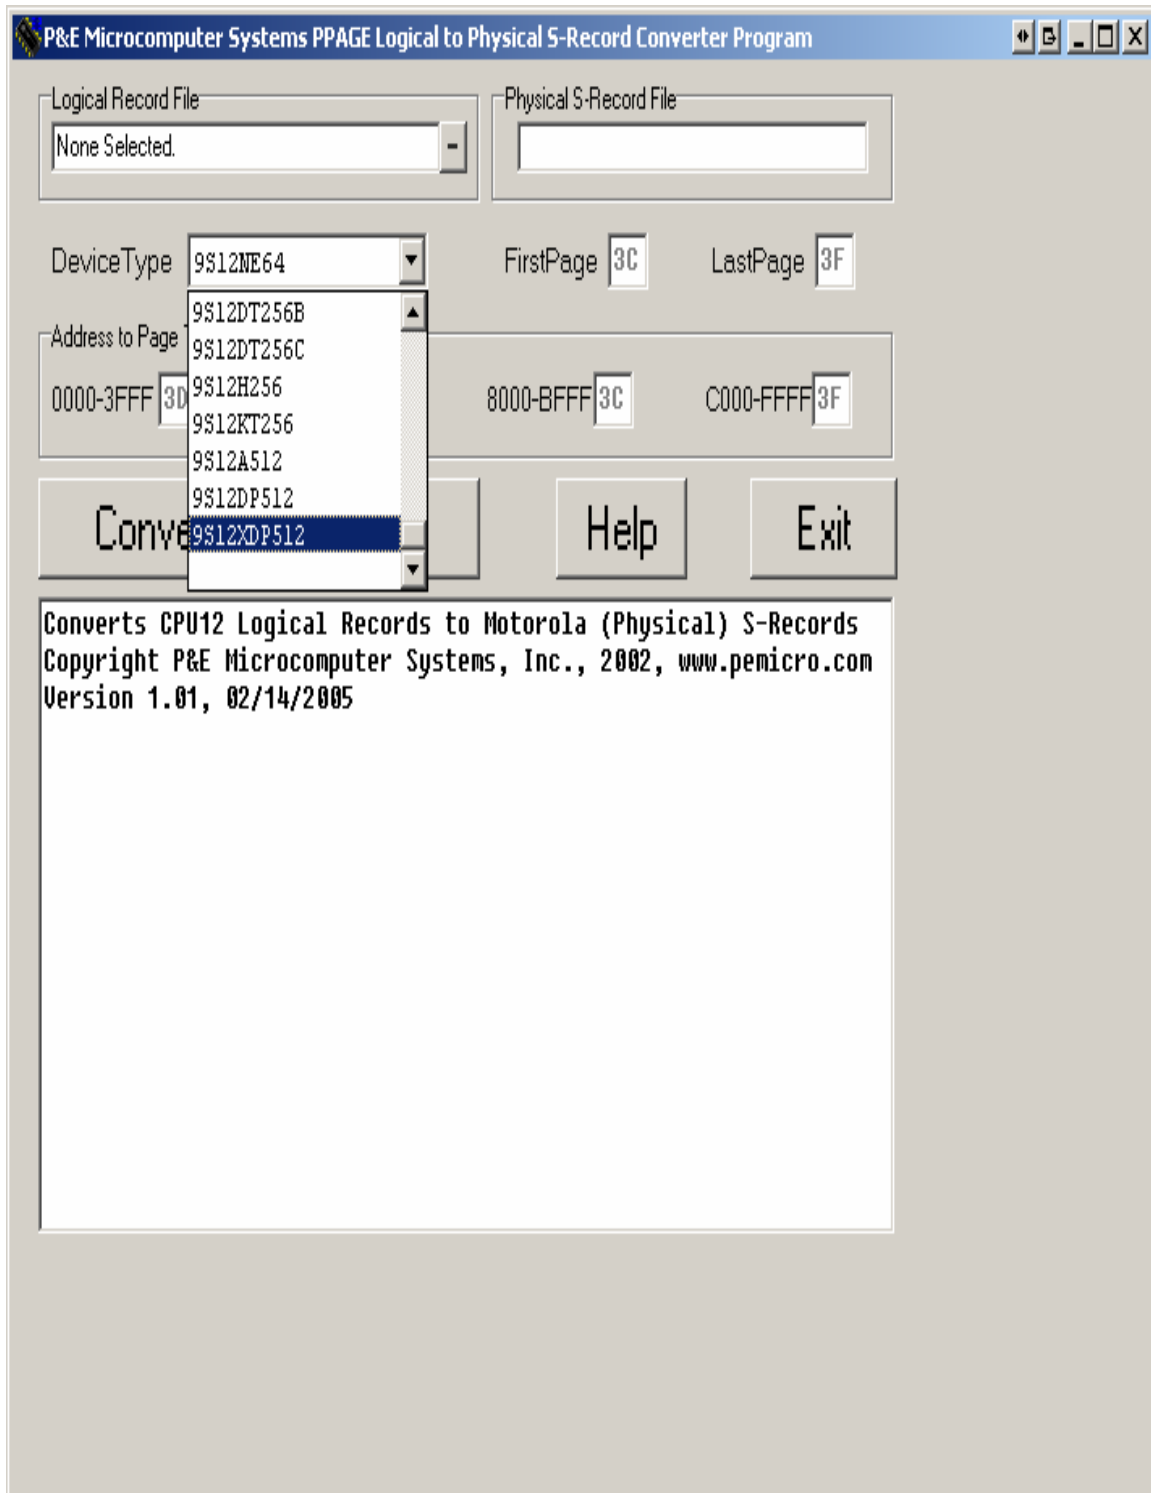 P&E Microcomputer Systems PPAGE Logical to Physical S-Record Converter Program
Logical Record File
Physical S-Record File
None Selected.
DeviceType 9S12NE64
FirstPage 3C
LastPage 3F
9S12DT256B
9S12DT256C
9S12H256
9S12KT256
9S12A512
9S12DP512
9S12XDP512
Address to Page
0000-3FFF 3D
8000-BFFF 3C
C000-FFFF 3F
Conve
Help
Exit
Converts CPU12 Logical Records to Motorola (Physical) S-Records
Copyright P&E Microcomputer Systems, Inc., 2002, www.pemicro.com
Version 1.01, 02/14/2005